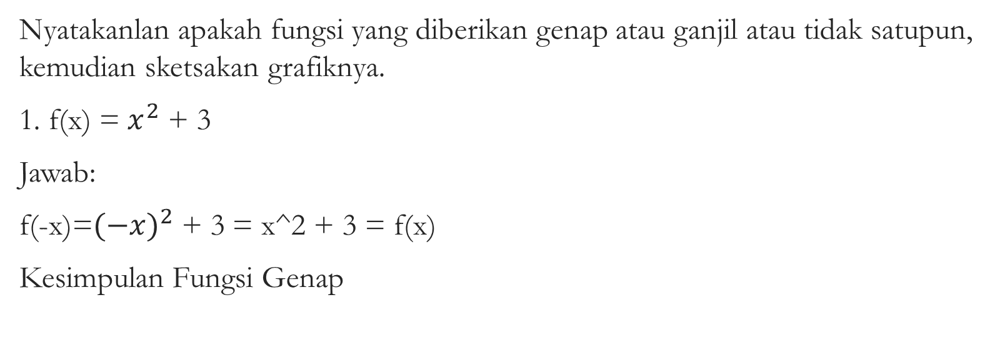 Nyatakanlan apakah fungsi yang diberikan genap atau ganjil atau tidak satupun,
kemudian sketsakan grafiknya.
1. f(x) = x² + 3
Jawab:
f(-x)=(−x)² + 3 = x^2 + 3 = f(x)
Kesimpulan Fungsi Genap